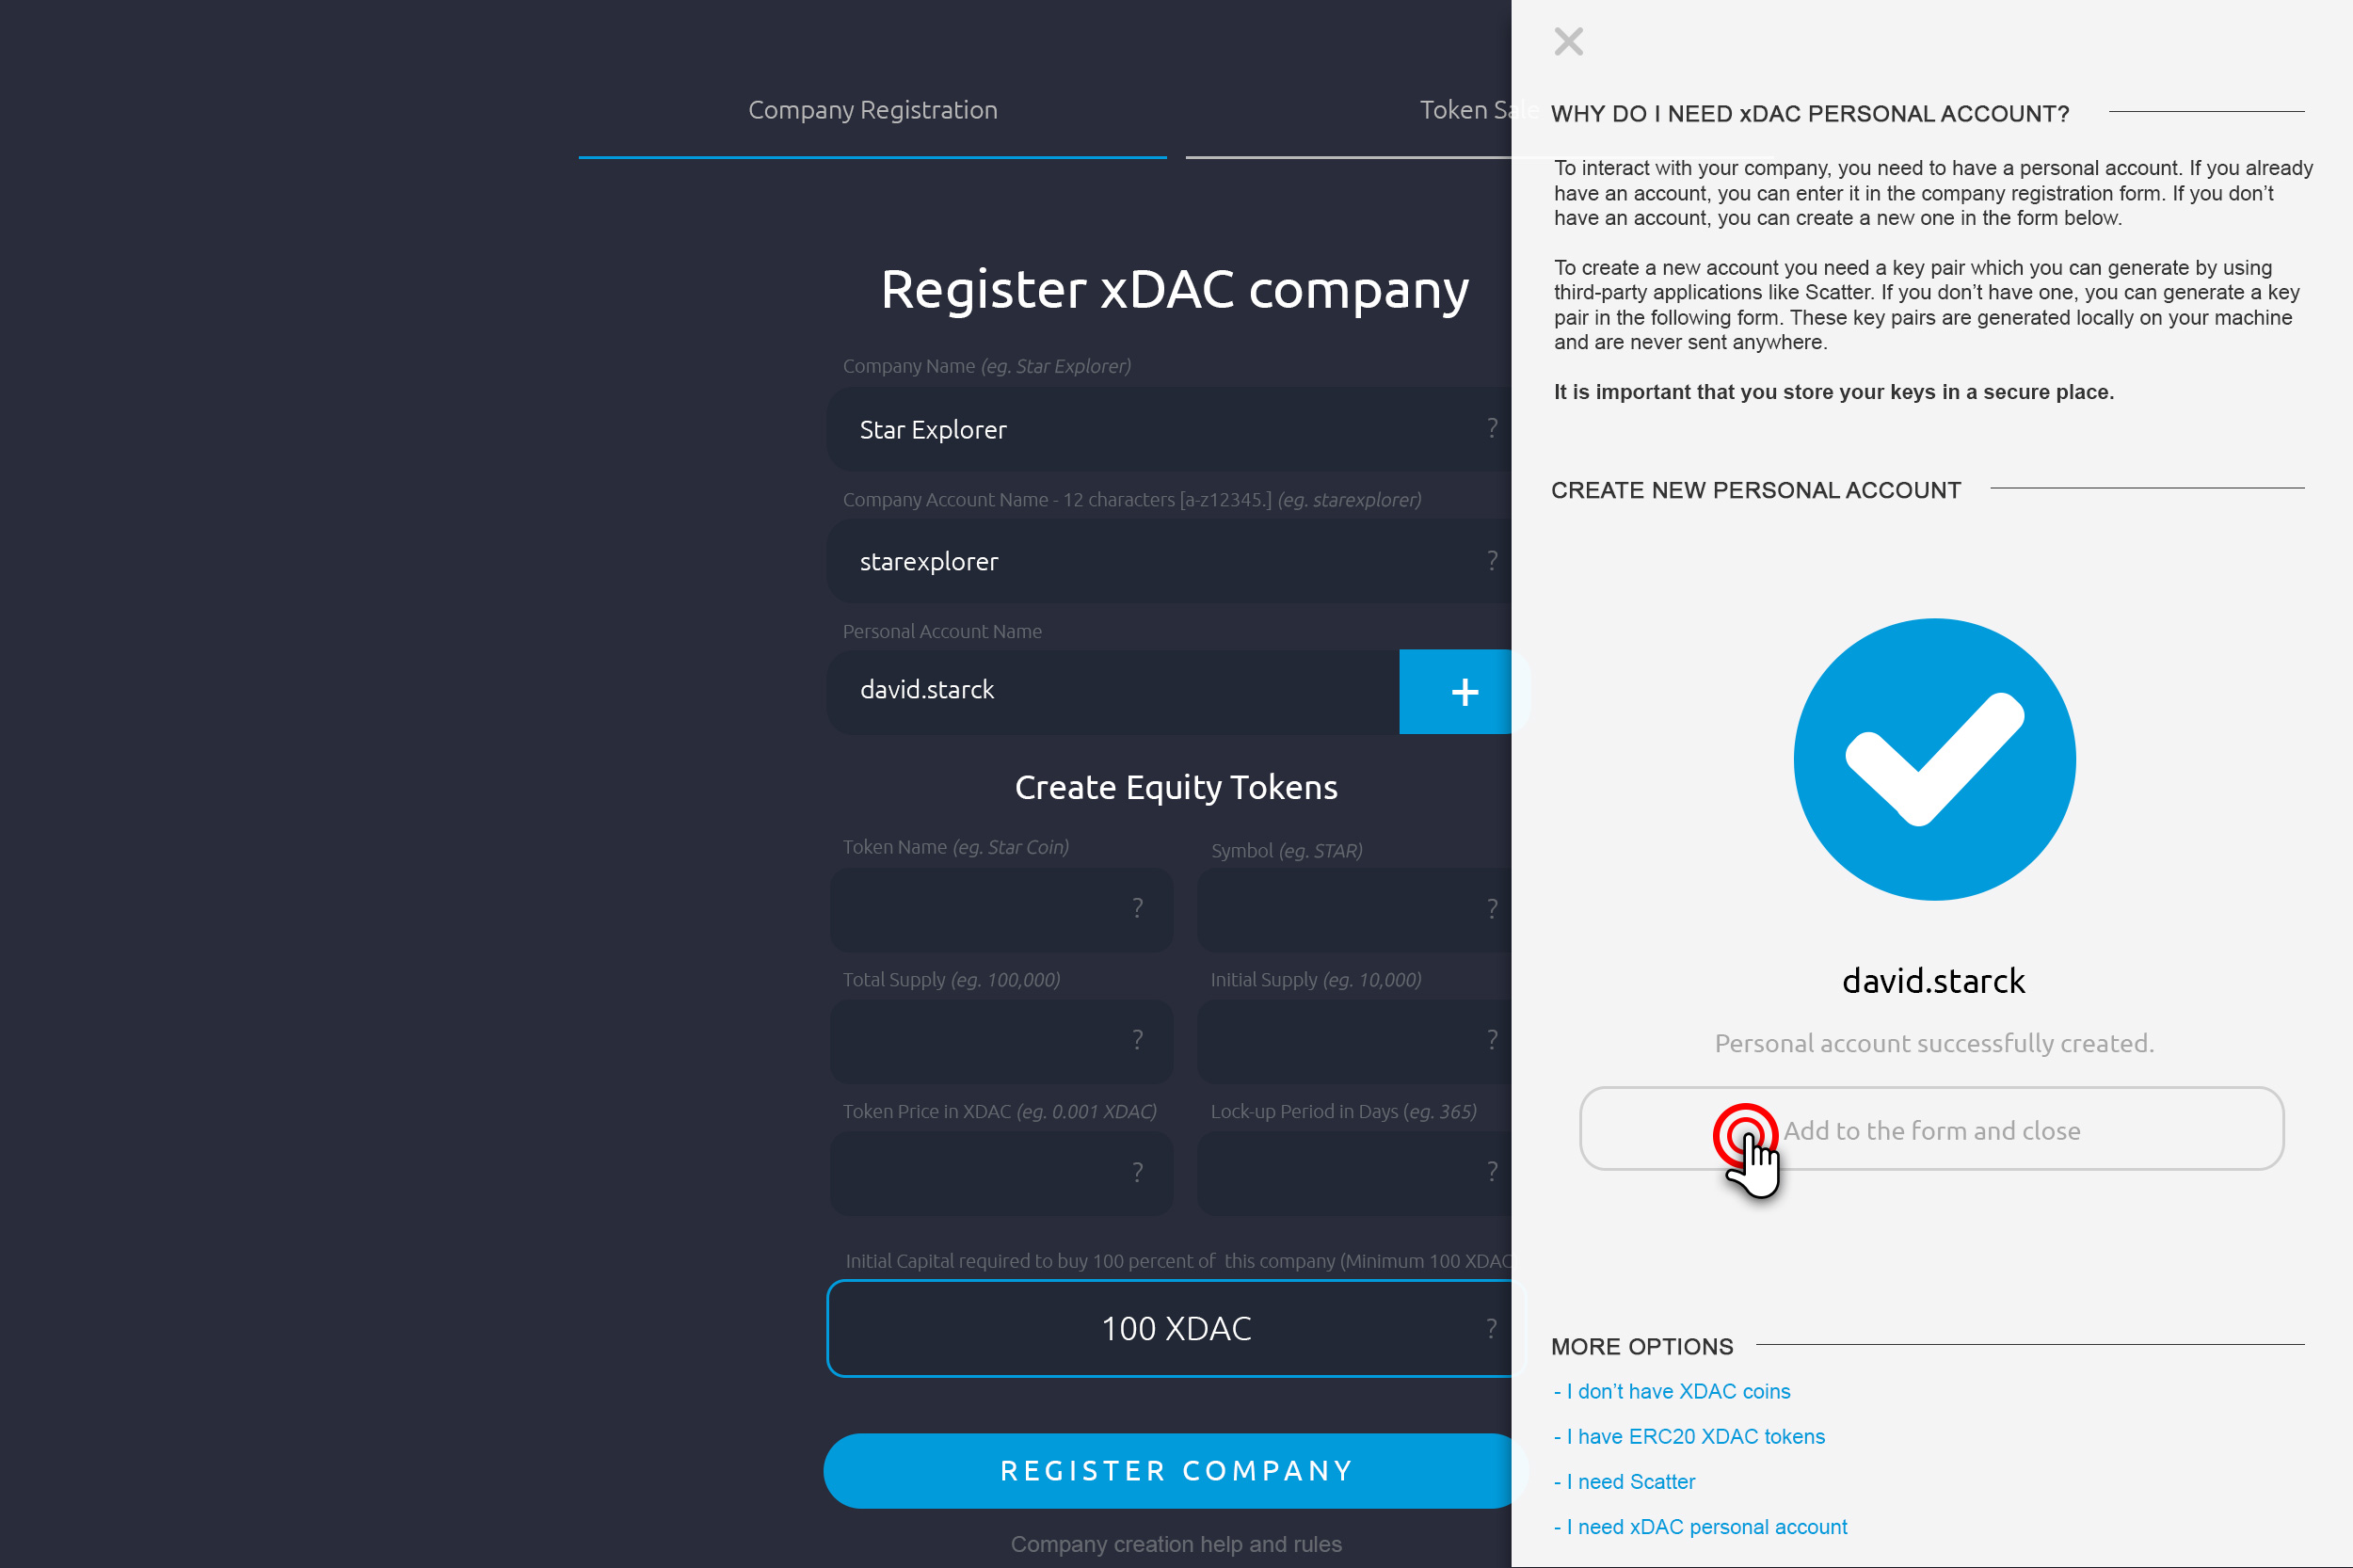 Company Registration
Token Sale
Register xDAC company
Company Name (eg. Star Explorer)
Star Explorer
?
Company Account Name - 12 characters [a-z12345.] (eg. starexplorer)
starexplorer
?
Personal Account Name
david.starck
+
Create Equity Tokens
Token Name (eg. Star Coin)
Symbol (eg. STAR)
?
?
Total Supply (eg. 100,000)
Initial Supply (eg. 10,000)
?
?
Token Price in XDAC (eg. 0.001 XDAC)
Lock-up Period in Days (eg. 365)
?
?
Initial Capital required to buy 100 percent of this company (Minimum 100 XDAC
100 XDAC
?
REGISTER COMPANY
Company creation help and rules
WHY DO I NEED xDAC PERSONAL ACCOUNT?
To interact with your company, you need to have a personal account. If you already
have an account, you can enter it in the company registration form. If you don’t
have an account, you can create a new one in the form below.
To create a new account you need a key pair which you can generate by using
third-party applications like Scatter. If you don’t have one, you can generate a key
pair in the following form. These key pairs are generated locally on your machine
and are never sent anywhere.
It is important that you store your keys in a secure place.
CREATE NEW PERSONAL ACCOUNT
david.starck
Personal account successfully created.
Add to the form and close
MORE OPTIONS
- I don’t have XDAC coins
- I have ERC20 XDAC tokens
- I need Scatter
- I need xDAC personal account